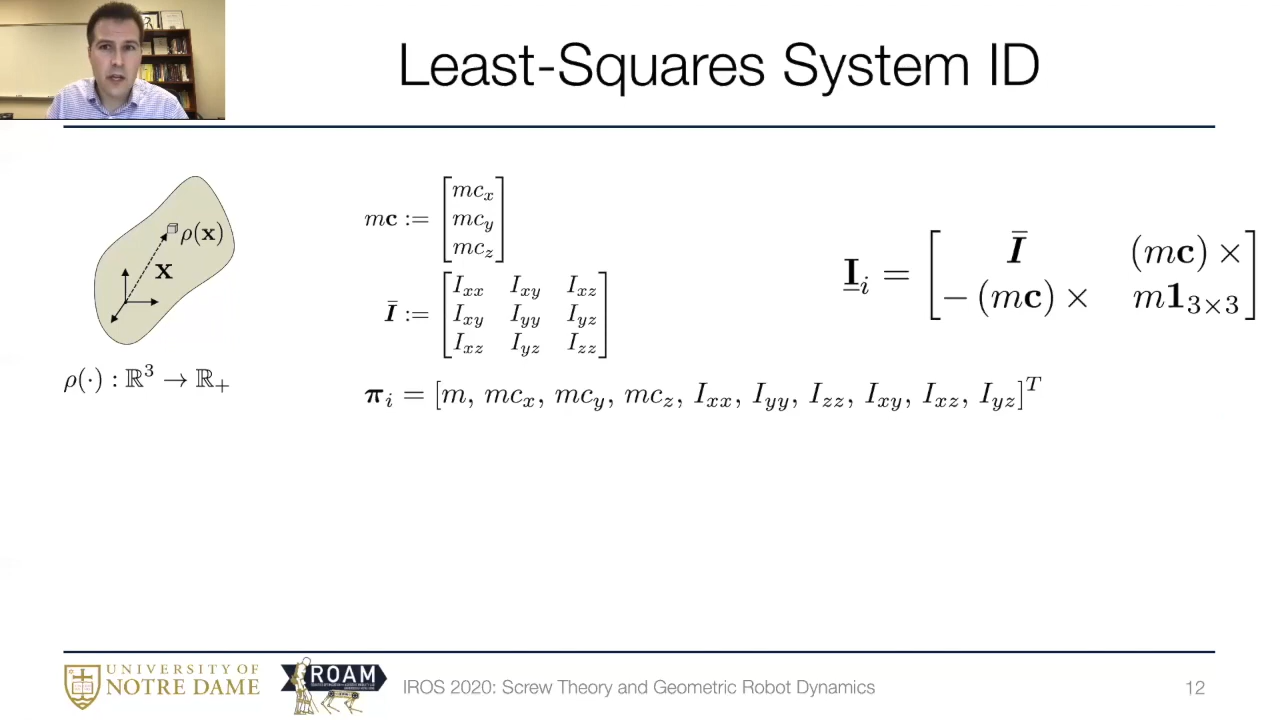 Least-Squares System ID
ρ(x)
x
ρ(·) : ℝ³ → ℝ₊
mc := [mcₓ
mc_y
mc_z]
Ī := [I_xx I_xy I_xz
I_xy I_yy I_yz
I_xz I_yz I_zz]
π_i = [m, mc_x, mc_y, mc_z, I_xx, I_yy, I_zz, I_xy, I_xz, I_yz]^T
I_i = [Ī (mc) ×
−(mc) × m1_{3×3}]
UNIVERSITY OF
NOTRE DAME
ROAM
IROS 2020: Screw Theory and Geometric Robot Dynamics
12